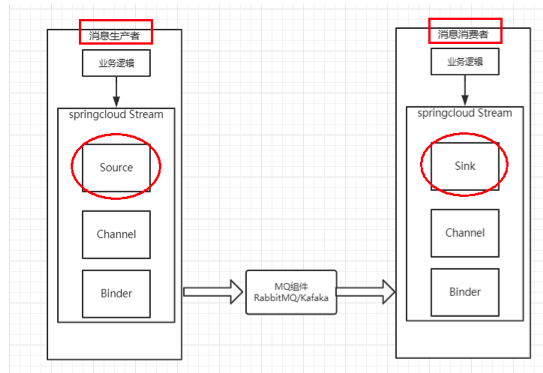 消息生产者
业务逻辑
springcloud Stream
Source
Channel
Binder
MQ组件
RabbitMQ/Kafaka
消息消费者
业务逻辑
springcloud Stream
Sink
Channel
Binder